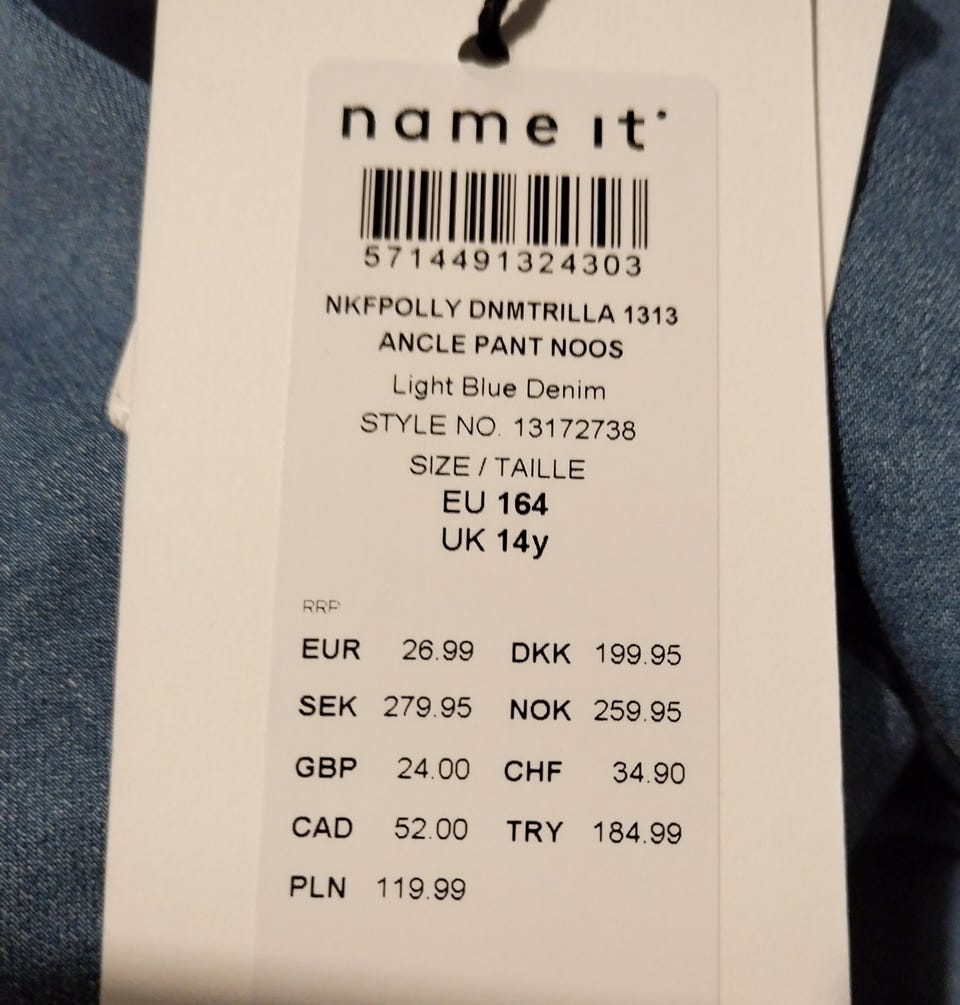 name it
5714491324303
NKFPOLLY DNMTRILLA 1313
ANCLE PANT NOOS
Light Blue Denim
STYLE NO. 13172738
SIZE / TAILLE
EU 164
UK 14y
RRP
EUR 26.99 DKK 199.95
SEK 279.95 NOK 259.95
GBP 24.00 CHF 34.90
CAD 52.00 TRY 184.99
PLN 119.99